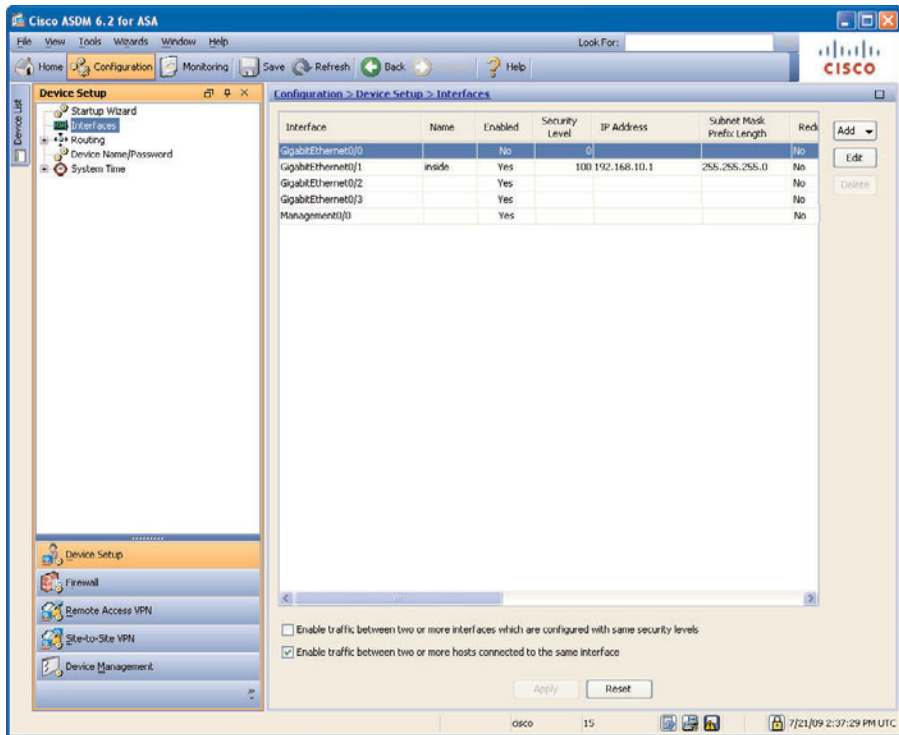 Cisco ASDM 6.2 for ASA
File View Tools Wizards Window Help Look For:
Home Configuration Monitoring Save Refresh Back Help
CISCO
Device List
Device Setup
Startup Wizard
Interfaces
Routing
Device Name/Password
System Time
Device Setup
Firewall
Remote Access VPN
Site-to-Site VPN
Device Management
Configuration > Device Setup > Interfaces
Interface Name Enabled Security Level IP Address Subnet Mask Prefix Length Redu
GigabitEthernet0/0 No 0 No
GigabitEthernet0/1 inside Yes 100 192.168.10.1 255.255.255.0 No
GigabitEthernet0/2 Yes No
GigabitEthernet0/3 Yes No
Management0/0 Yes No
Add
Edit
Delete
Enable traffic between two or more interfaces which are configured with same security levels
Enable traffic between two or more hosts connected to the same interface
Apply Reset
cisco 15 7/21/09 2:37:29 PM UTC